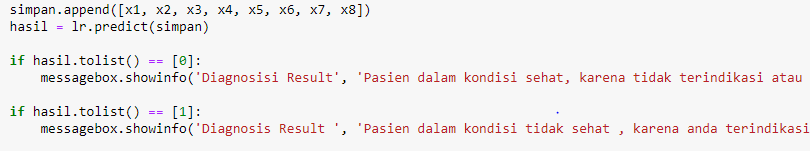 simpan.append([x1, x2, x3, x4, x5, x6, x7, x8])
hasil = lr.predict(simpan)
if hasil.tolist() == [0]:
messagebox.showinfo('Diagnosisi Result', 'Pasien dalam kondisi sehat, karena tidak terindikasi atau
if hasil.tolist() == [1]:
messagebox.showinfo('Diagnosis Result ', 'Pasien dalam kondisi tidak sehat , karena anda terindikasi